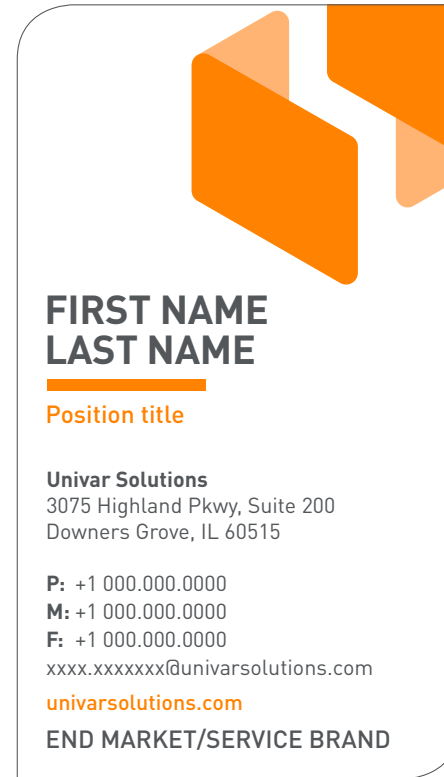 FIRST NAME
LAST NAME
Position title
Univar Solutions
3075 Highland Pkwy, Suite 200
Downers Grove, IL 60515
P: +1 000.000.0000
M: +1 000.000.0000
F: +1 000.000.0000
xxxx.xxxxxxx@univarsolutions.com
univarsolutions.com
END MARKET/SERVICE BRAND